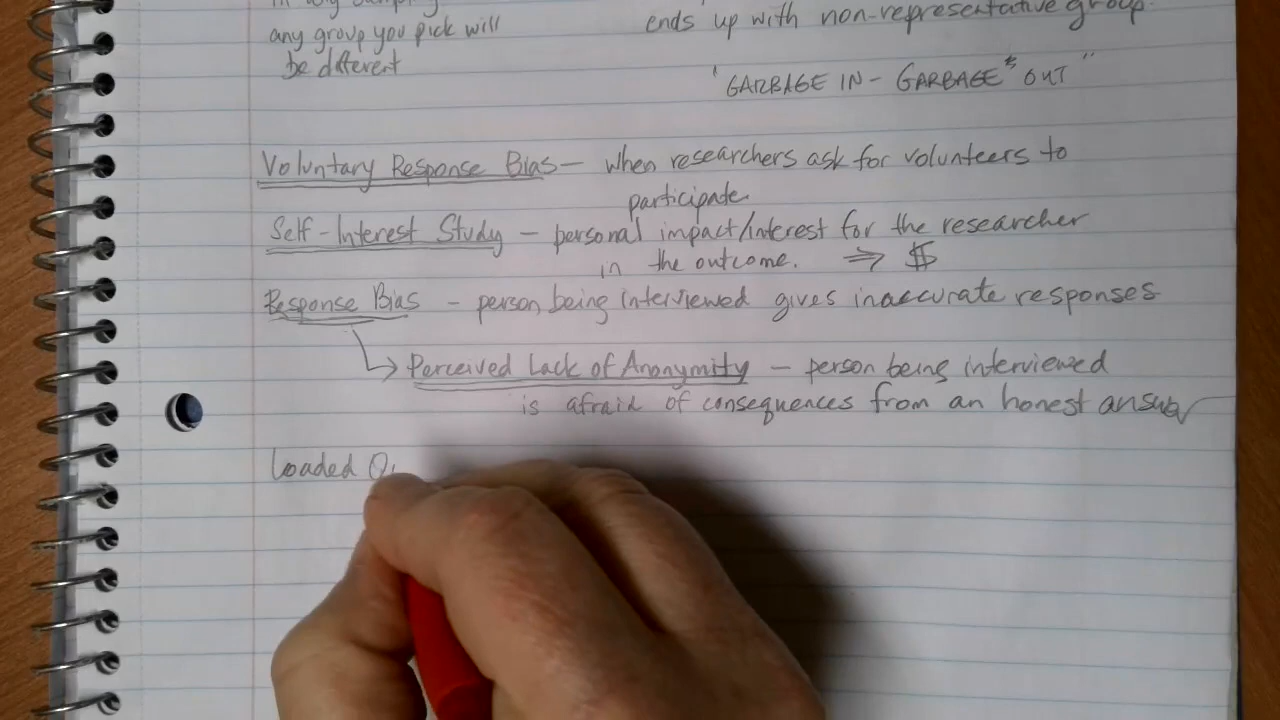 any group you pick will
be different
ends up with non-representative group.
' GARBAGE IN - GARBAGE OUT "
Voluntary Response Bias - when researchers ask for volunteers to
participate.
Self-Interest Study - personal impact/interest for the researcher
in the outcome. ⇒ $
Response Bias - person being interviewed gives inaccurate responses
→ Perceived Lack of Anonymity - person being interviewed
is afraid of consequences from an honest answer
Loaded Qu